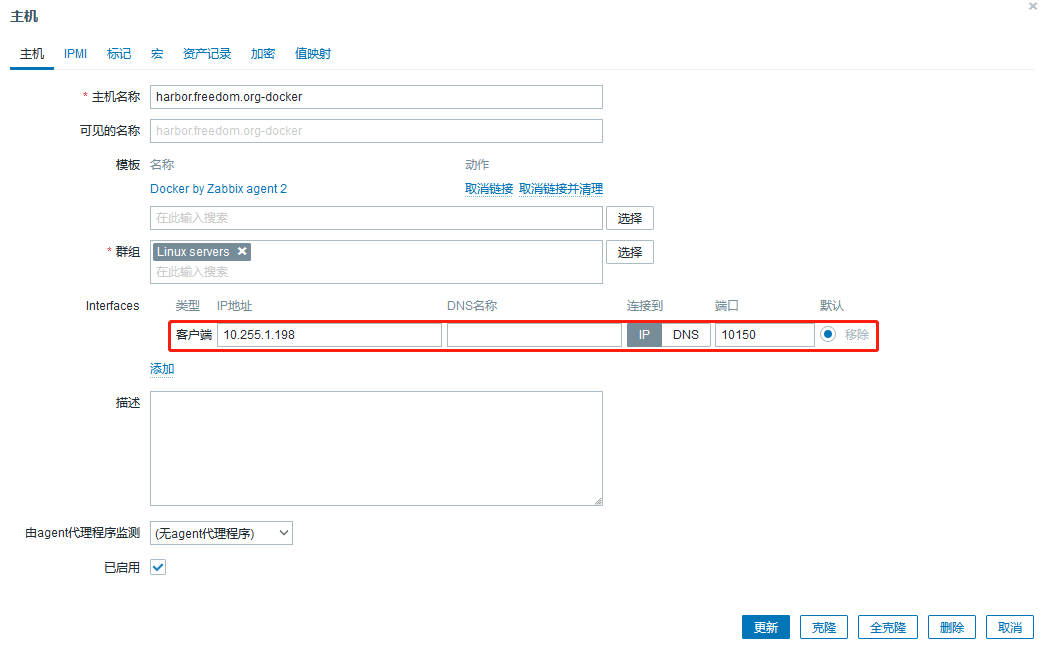 主机
主机 IPMI 标记 宏 资产记录 加密 值映射
* 主机名称 harbor.freedom.org-docker
可见的名称 harbor.freedom.org-docker
模板 名称 动作
Docker by Zabbix agent 2 取消链接 取消链接并清理
在此输入搜索 选择
* 群组 Linux servers 选择
在此输入搜索
Interfaces 类型 IP地址 DNS名称 连接到 端口 默认
客户端 10.255.1.198 IP DNS 10150 移除
添加
描述
由agent代理程序监测 (无agent代理程序)
已启用
更新 克隆 全克隆 删除 取消